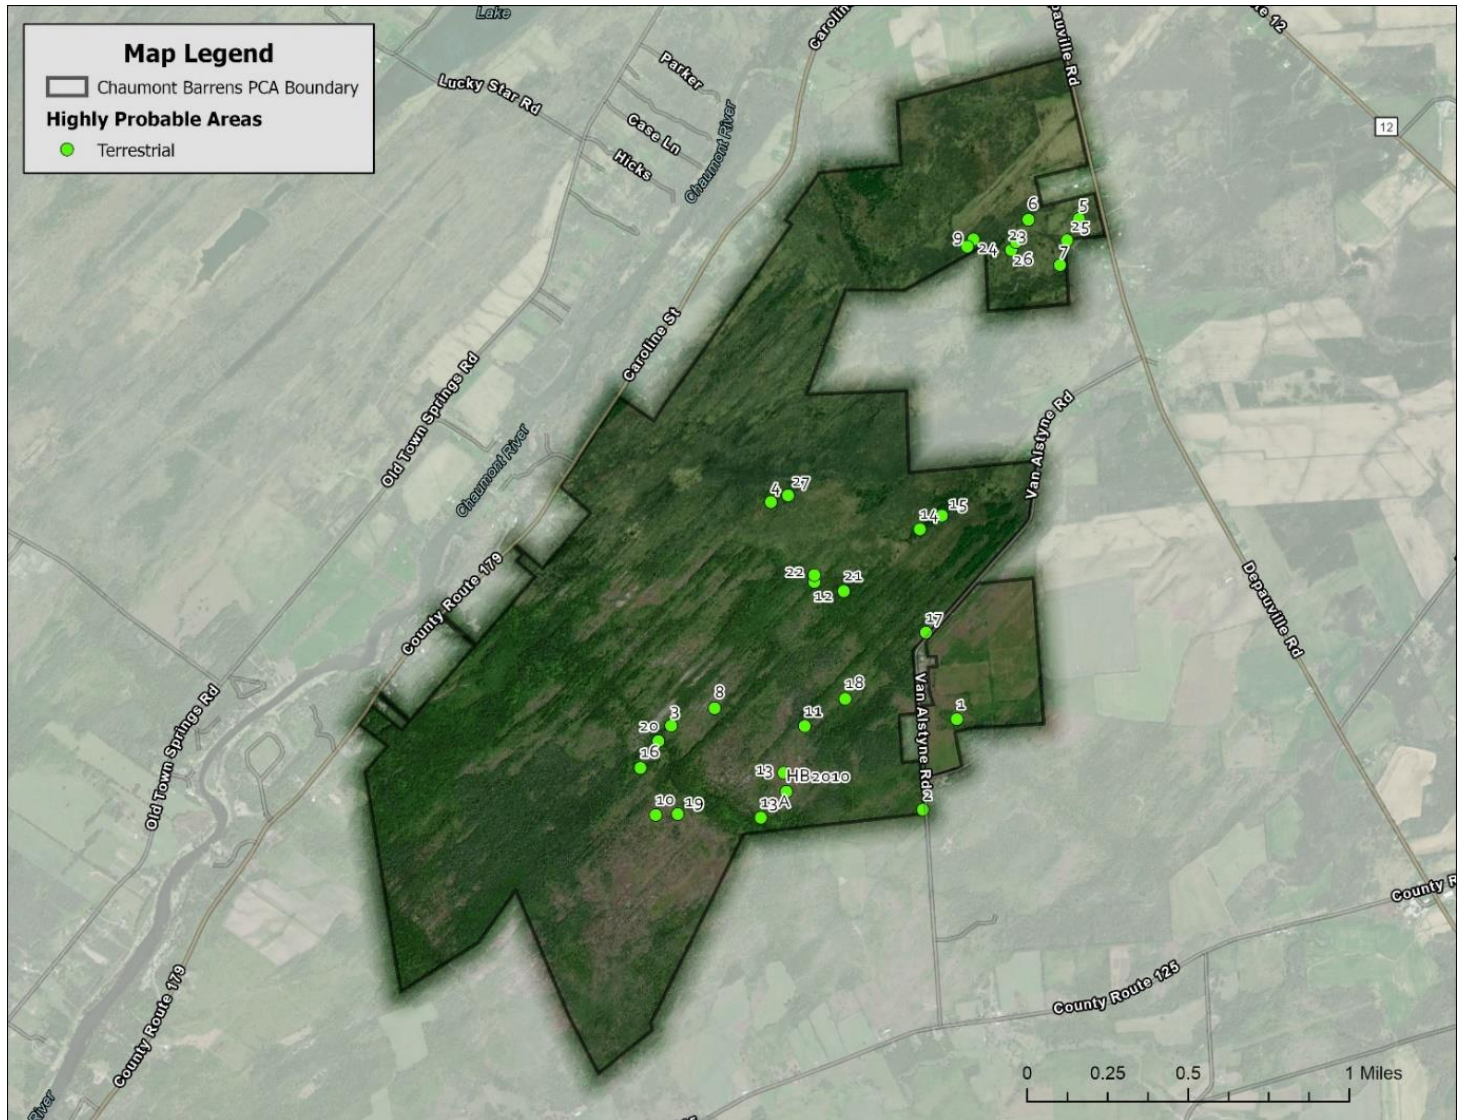 Map Legend
Chaumont Barrens PCA Boundary
Highly Probable Areas
Terrestrial
Lake
Lucky Star Rd
Parker
Case Ln
Hicks
Chaumont River
Caroline
Depauville Rd
12
6
5
9
24
23
26
25
7
Caroline St
Old Town Springs Rd
Chaumont River
Van Alstyne Rd
4
27
14
15
22
12
21
County Route 179
17
Depauville Rd
Old Town Springs Rd
8
3
20
16
18
11
1
Van Alstyne Rd
13
HB2010
13A
10
19
2
County R
County Route 125
County Route 179
River
0 0.25 0.5 1 Miles